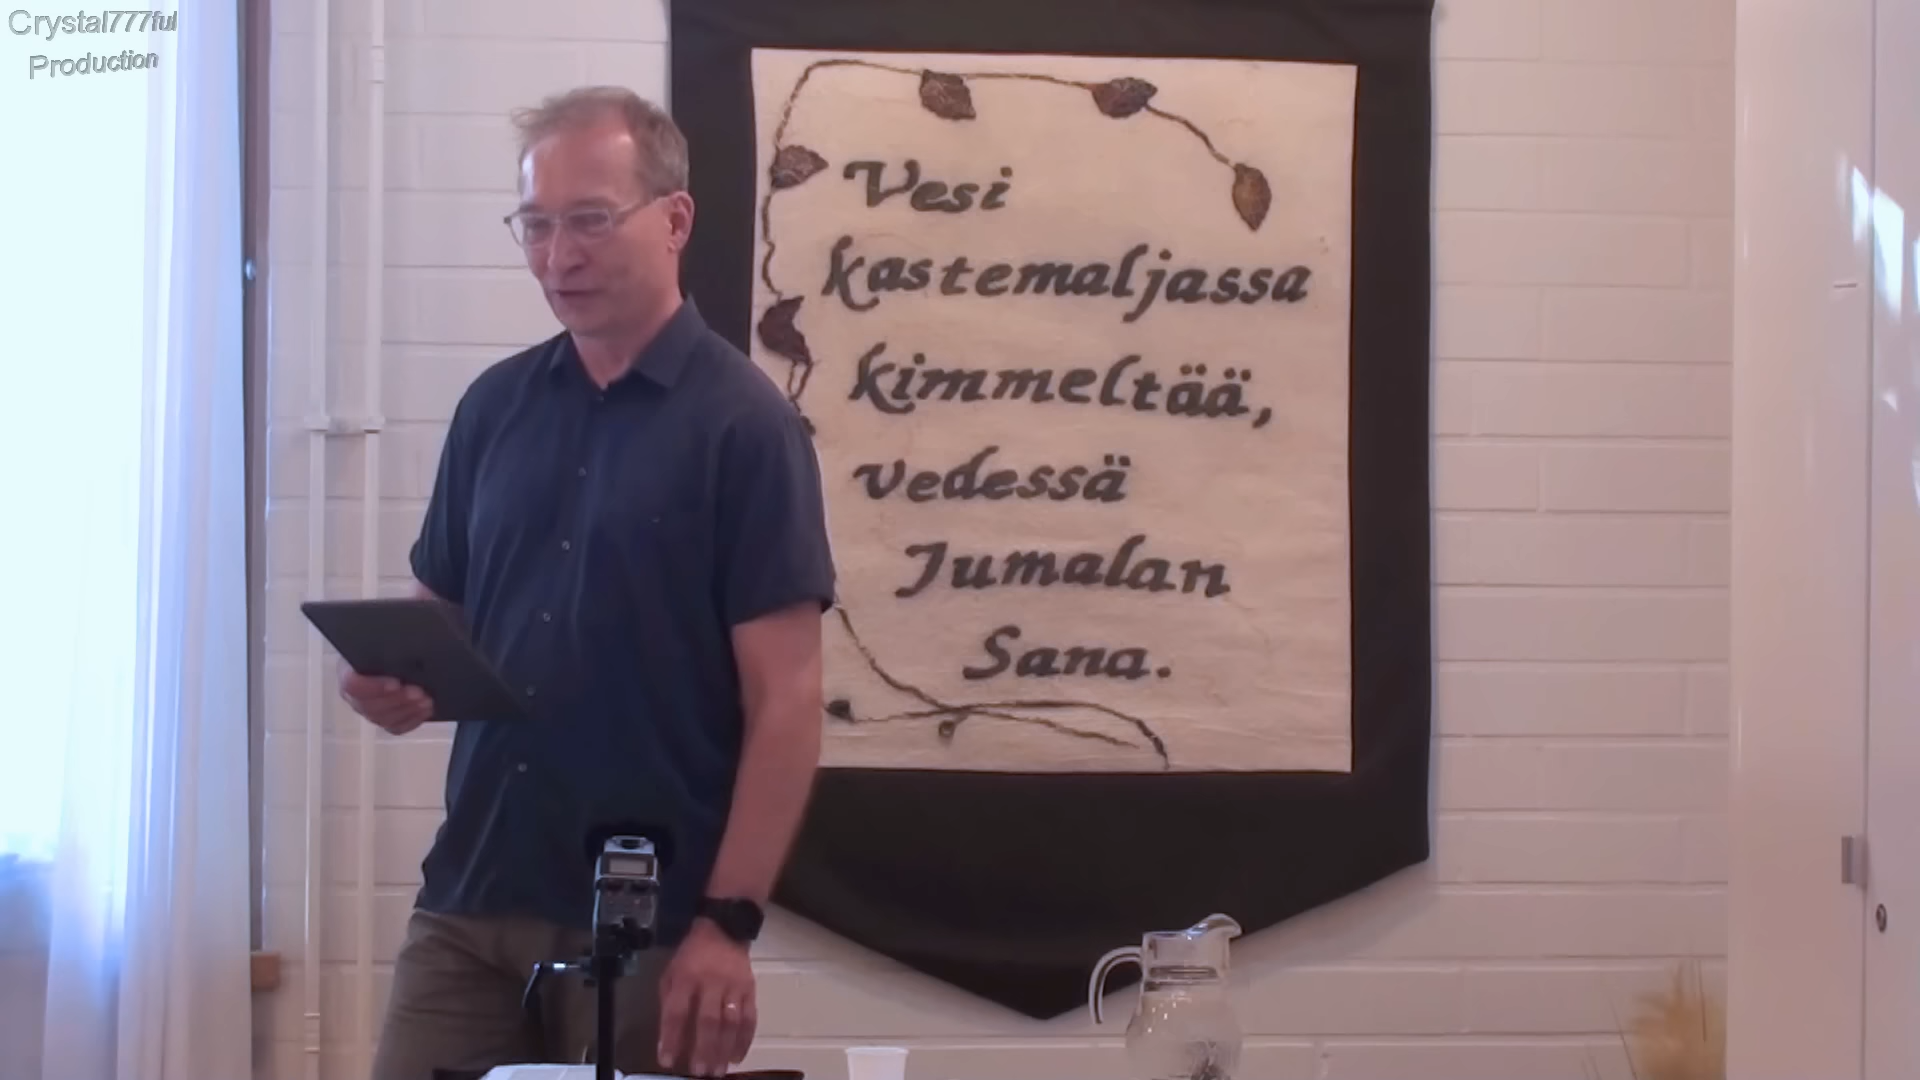 Crystal777ful
Production
Vesi
kastemaljassa
kimmeltää,
vedessä
Jumalan
Sana.